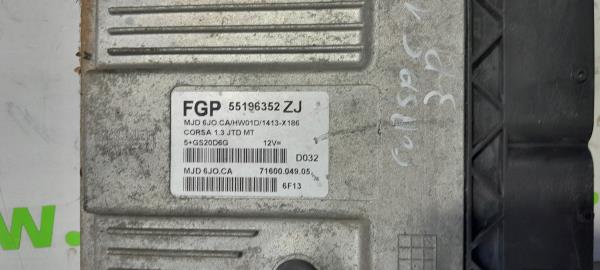 FGP 55196352 ZJ
MJD 6JO.CA/HW01D/1413-X186
CORSA 1.3 JTD MT
5+GS20D6G 12V=
D032
MJD 6JO.CA 71600.049.05
6F13